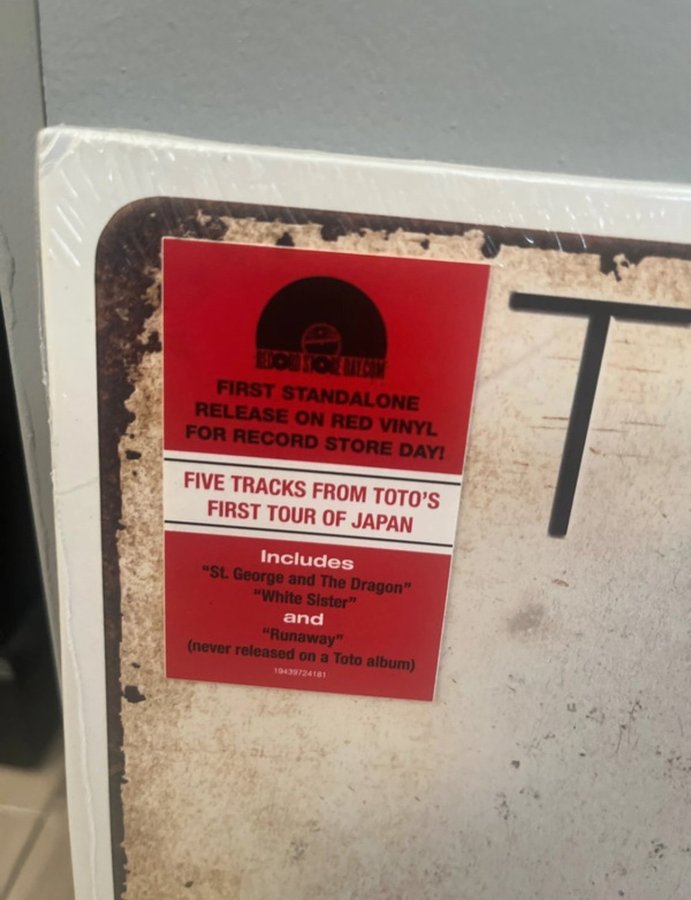 RECORD STORE DAY.COM
FIRST STANDALONE
RELEASE ON RED VINYL
FOR RECORD STORE DAY!
FIVE TRACKS FROM TOTO'S
FIRST TOUR OF JAPAN
Includes
"St. George and The Dragon"
"White Sister"
and
"Runaway"
(never released on a Toto album)
19439724181
T